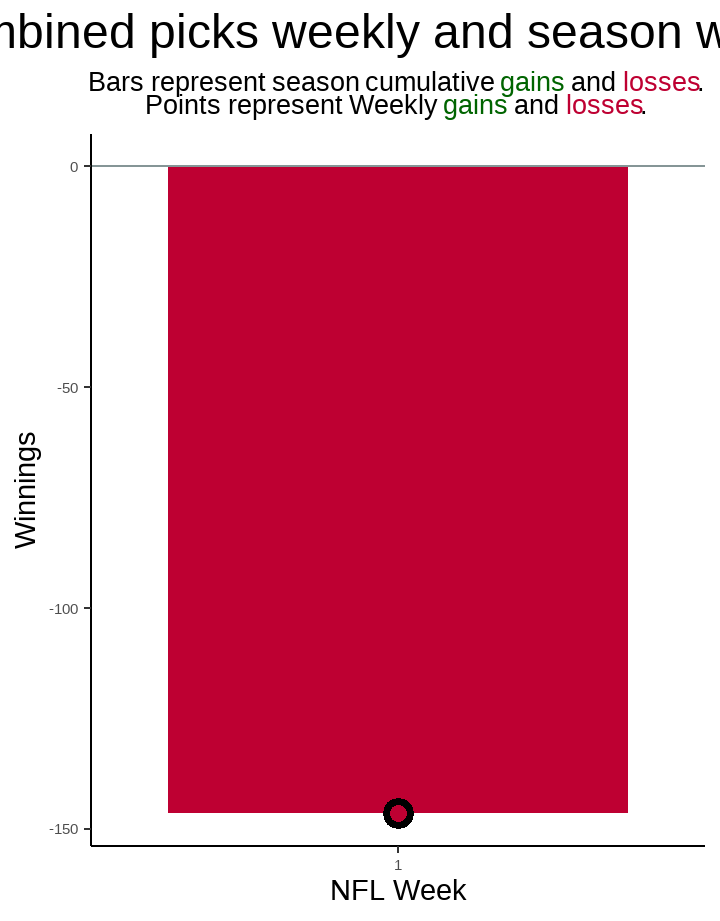 mbined picks weekly and season w
Bars represent season cumulative gains and losses.
Points represent Weekly gains and losses.
0
-50
-100
-150
Winnings
1
NFL Week